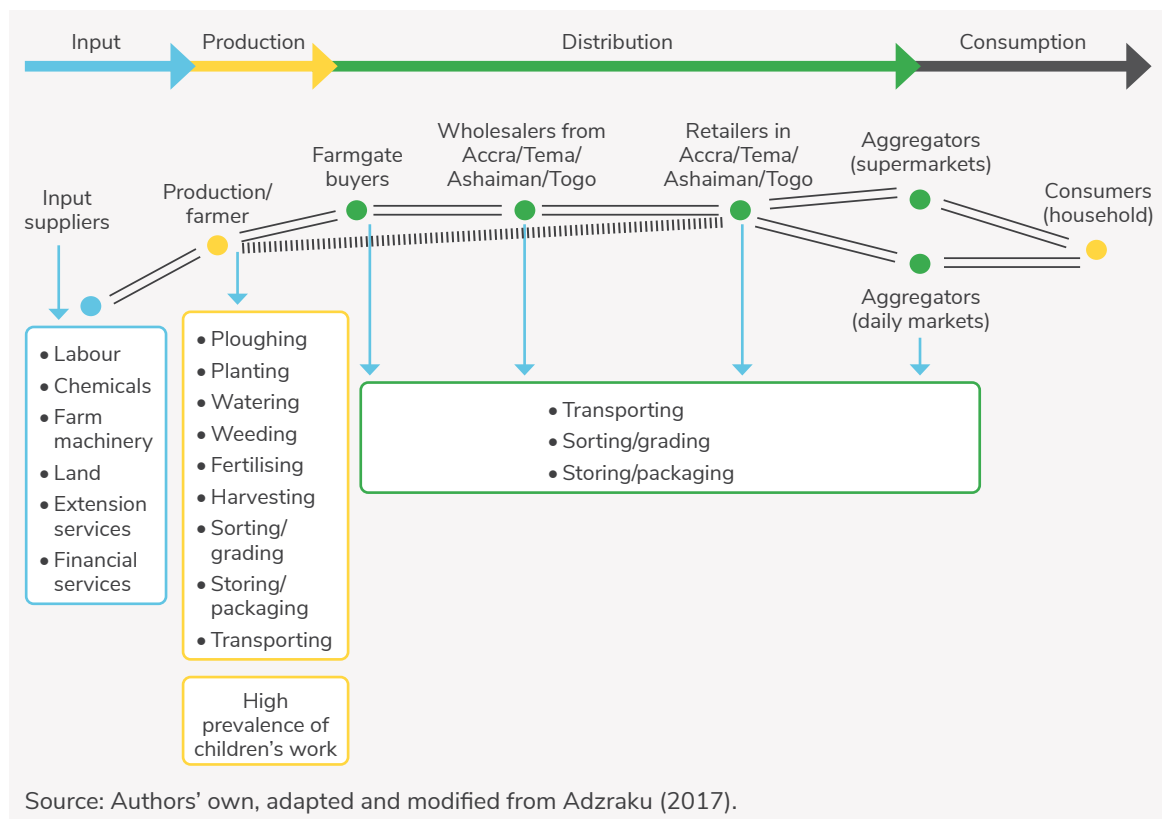 Input
Production
Distribution
Consumption
Input
suppliers
Production/
farmer
Farmgate
buyers
Wholesalers from
Accra/Tema/
Ashaiman/Togo
Retailers in
Accra/Tema/
Ashaiman/Togo
Aggregators
(supermarkets)
Consumers
(household)
Aggregators
(daily markets)
• Labour
• Chemicals
• Farm
machinery
• Land
• Extension
services
• Financial
services
• Ploughing
• Planting
• Watering
• Weeding
• Fertilising
• Harvesting
• Sorting/
grading
• Storing/
packaging
• Transporting
• Transporting
• Sorting/grading
• Storing/packaging
High
prevalence of
children’s work
Source: Authors’ own, adapted and modified from Adzraku (2017).